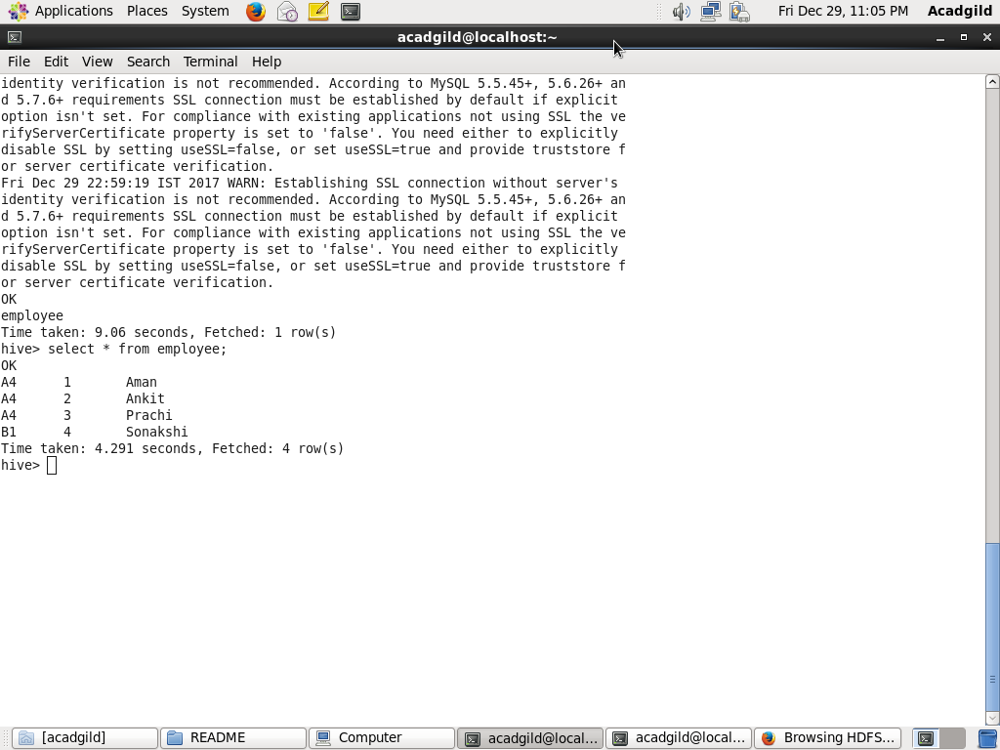 Applications Places System Fri Dec 29, 11:05 PM Acadgild
acadgild@localhost:~
File Edit View Search Terminal Help
identity verification is not recommended. According to MySQL 5.5.45+, 5.6.26+ an
d 5.7.6+ requirements SSL connection must be established by default if explicit
option isn't set. For compliance with existing applications not using SSL the ve
rifyServerCertificate property is set to 'false'. You need either to explicitly
disable SSL by setting useSSL=false, or set useSSL=true and provide truststore f
or server certificate verification.
Fri Dec 29 22:59:19 IST 2017 WARN: Establishing SSL connection without server's
identity verification is not recommended. According to MySQL 5.5.45+, 5.6.26+ an
d 5.7.6+ requirements SSL connection must be established by default if explicit
option isn't set. For compliance with existing applications not using SSL the ve
rifyServerCertificate property is set to 'false'. You need either to explicitly
disable SSL by setting useSSL=false, or set useSSL=true and provide truststore f
or server certificate verification.
OK
employee
Time taken: 9.06 seconds, Fetched: 1 row(s)
hive> select * from employee;
OK
A4 1 Aman
A4 2 Ankit
A4 3 Prachi
B1 4 Sonakshi
Time taken: 4.291 seconds, Fetched: 4 row(s)
hive>
[acadgild] README Computer acadgild@local... acadgild@local... Browsing HDFS...